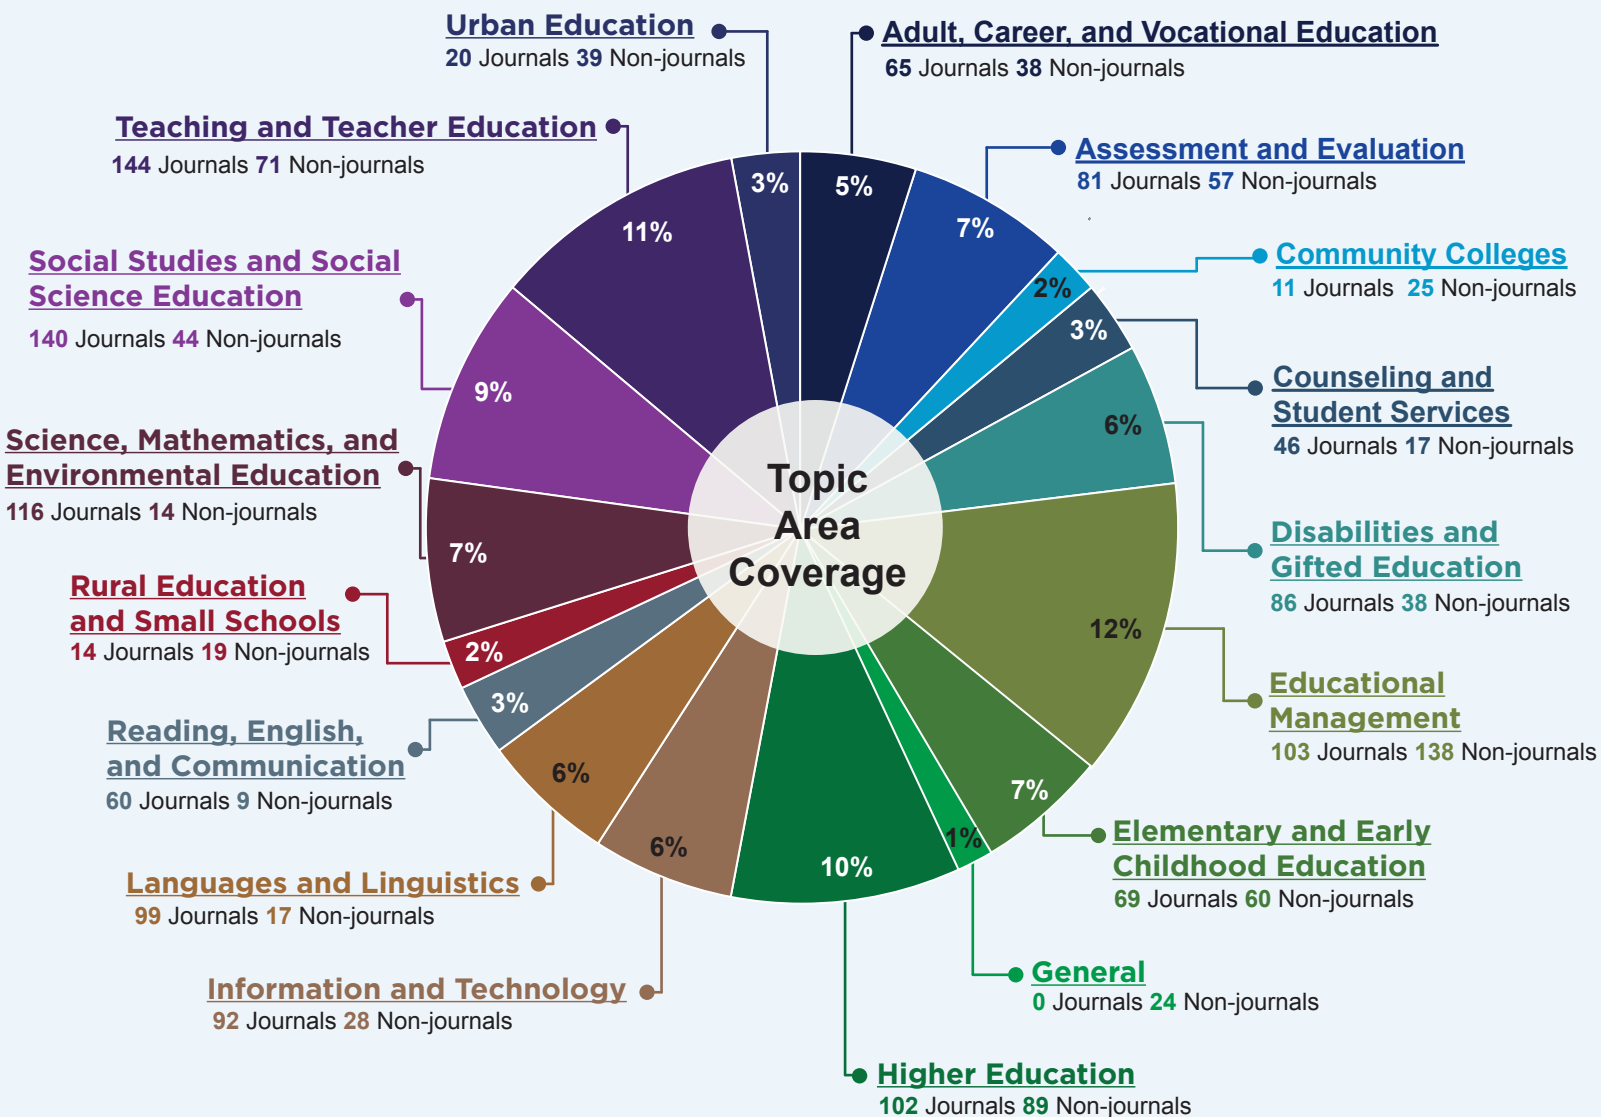 Urban Education
20 Journals 39 Non-journals
Adult, Career, and Vocational Education
65 Journals 38 Non-journals
Teaching and Teacher Education
144 Journals 71 Non-journals
Assessment and Evaluation
81 Journals 57 Non-journals
Social Studies and Social
Science Education
140 Journals 44 Non-journals
Community Colleges
11 Journals 25 Non-journals
Counseling and
Student Services
46 Journals 17 Non-journals
Science, Mathematics, and
Environmental Education
116 Journals 14 Non-journals
Disabilities and
Gifted Education
86 Journals 38 Non-journals
Rural Education
and Small Schools
14 Journals 19 Non-journals
Educational
Management
103 Journals 138 Non-journals
Reading, English,
and Communication
60 Journals 9 Non-journals
Elementary and Early
Childhood Education
69 Journals 60 Non-journals
Languages and Linguistics
99 Journals 17 Non-journals
General
0 Journals 24 Non-journals
Information and Technology
92 Journals 28 Non-journals
Higher Education
102 Journals 89 Non-journals
Topic
Area
Coverage
5%
7%
2%
3%
6%
12%
7%
1%
10%
6%
6%
3%
2%
7%
9%
11%
3%